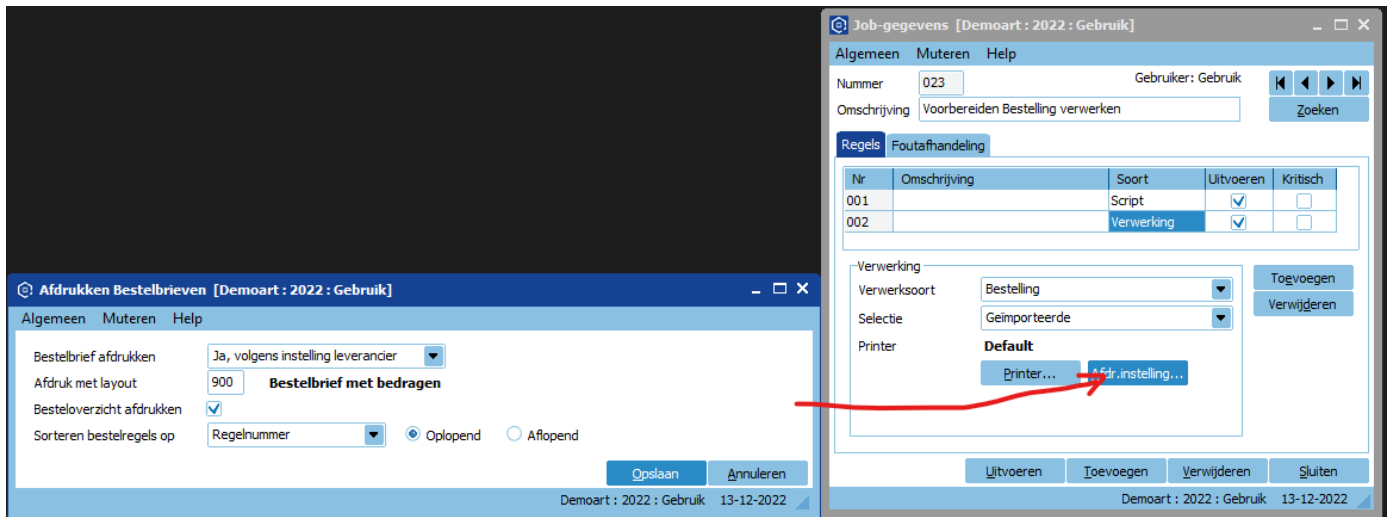 Job-gegevens [Demoart : 2022 : Gebruik]
Algemeen Muteren Help
Nummer 023 Gebruiker: Gebruik
Omschrijving Voorbereiden Bestelling verwerken Zoeken
Regels Foutafhandeling
Nr Omschrijving Soort Uitvoeren Kritisch
001 Script
002 Verwerking
Verwerking
Verwerksoort Bestelling
Selectie Geïmporteerde
Printer Default
Printer... Afdr.instelling...
Toevoegen
Verwijderen
Uitvoeren Toevoegen Verwijderen Sluiten
Demoart : 2022 : Gebruik 13-12-2022
Afdrukken Bestelbrieven [Demoart : 2022 : Gebruik]
Algemeen Muteren Help
Bestelbrief afdrukken Ja, volgens instelling leverancier
Afdruk met layout 900 Bestelbrief met bedragen
Besteloverzicht afdrukken
Sorteren bestelregels op Regelnummer Oplopend Aflopend
Opslaan Annuleren
Demoart : 2022 : Gebruik 13-12-2022